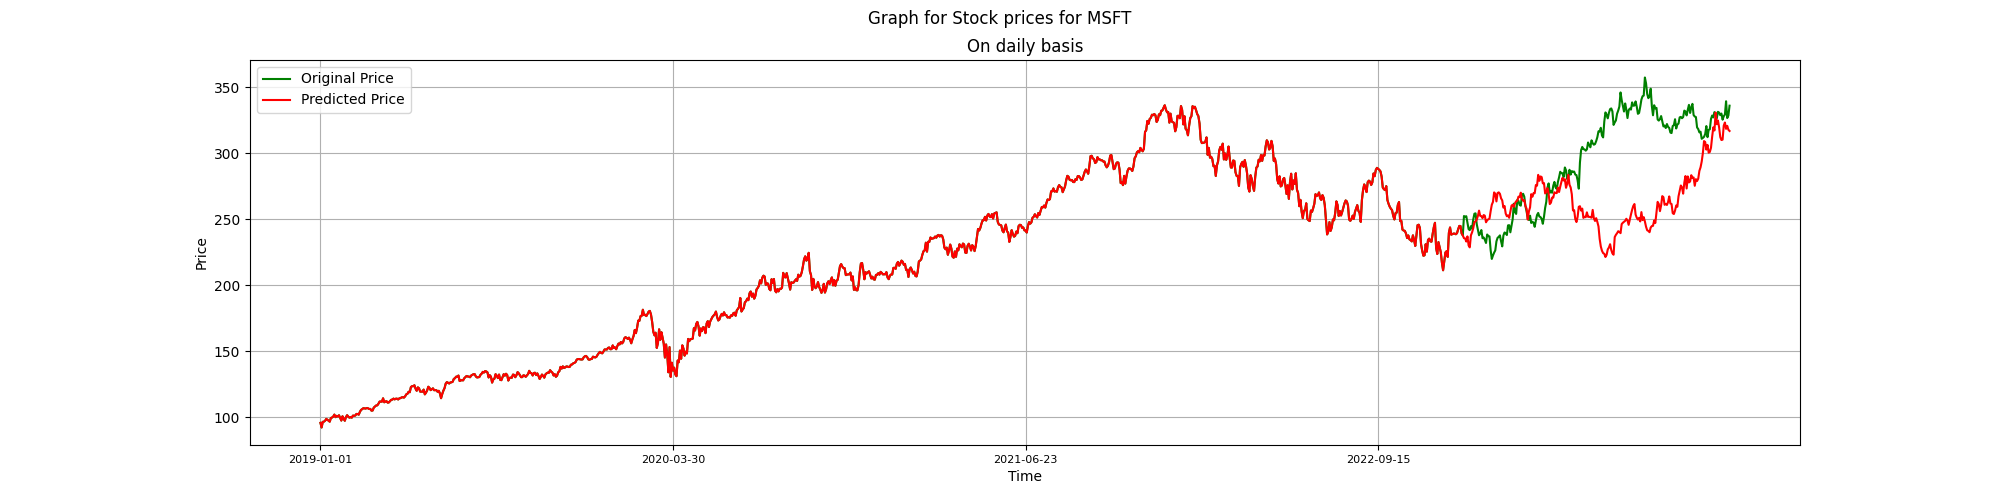 Graph for Stock prices for MSFT
On daily basis
Original Price
Predicted Price
350
300
250
200
150
100
Price
2019-01-01
2020-03-30
2021-06-23
2022-09-15
Time